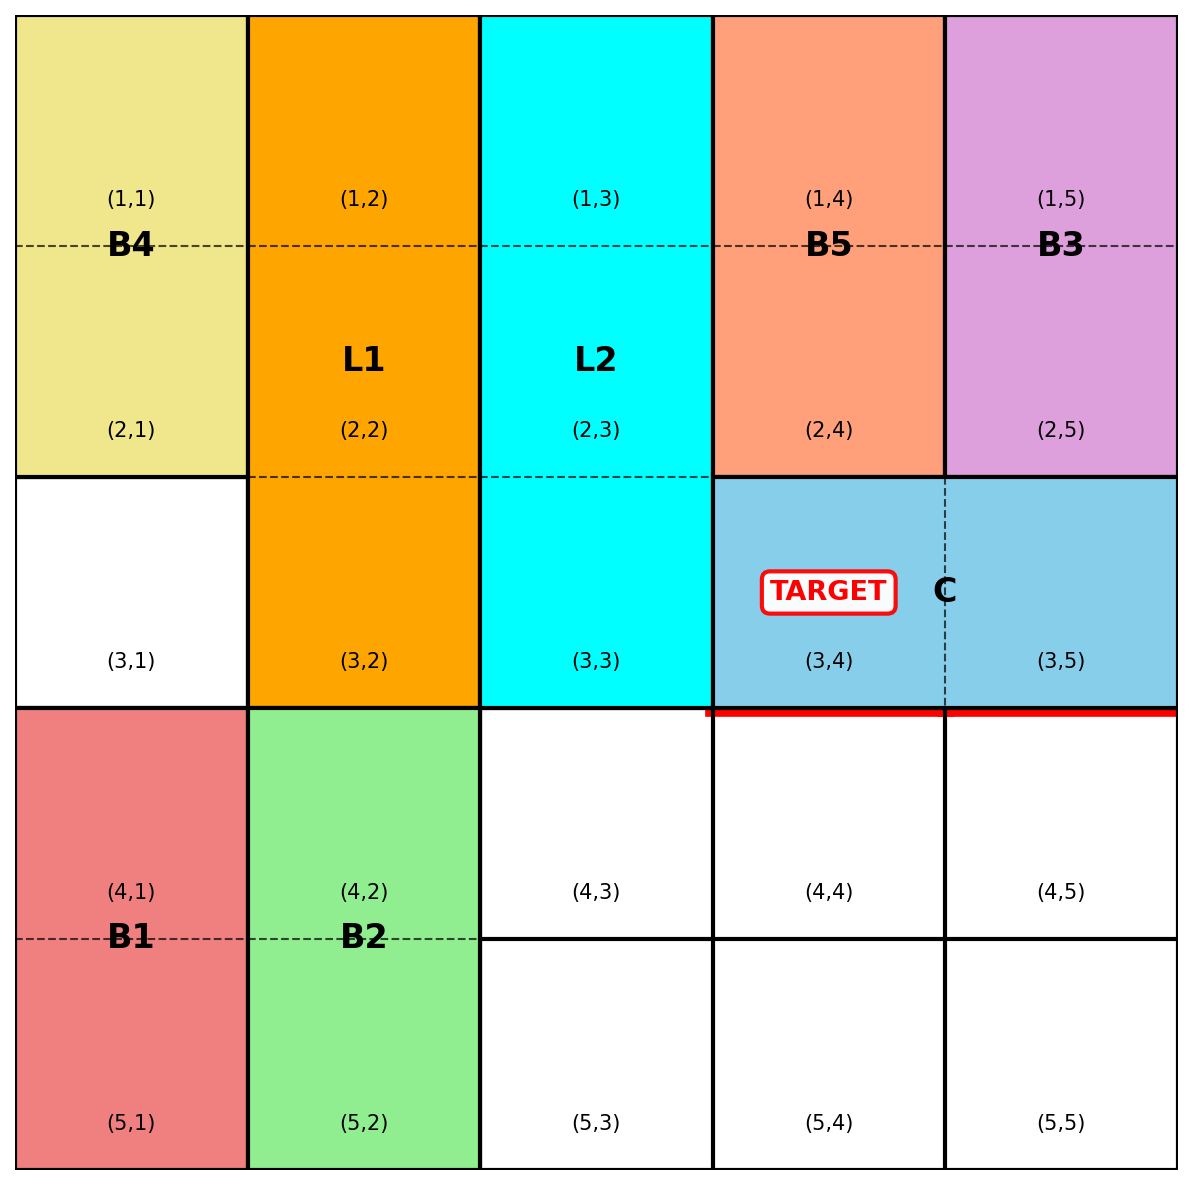 (1,1) (1,2) (1,3) (1,4) (1,5)
B4 B5 B3
L1 L2
(2,1) (2,2) (2,3) (2,4) (2,5)
TARGET C
(3,1) (3,2) (3,3) (3,4) (3,5)
(4,1) (4,2) (4,3) (4,4) (4,5)
B1 B2
(5,1) (5,2) (5,3) (5,4) (5,5)